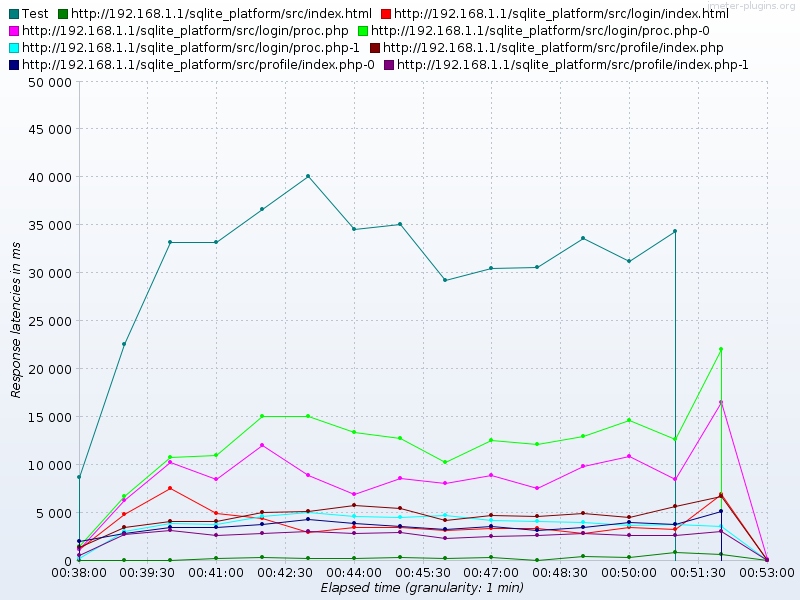 jmeter-plugins.org
Test http://192.168.1.1/sqlite_platform/src/index.html http://192.168.1.1/sqlite_platform/src/login/index.html
http://192.168.1.1/sqlite_platform/src/login/proc.php http://192.168.1.1/sqlite_platform/src/login/proc.php-0
http://192.168.1.1/sqlite_platform/src/login/proc.php-1 http://192.168.1.1/sqlite_platform/src/profile/index.php
http://192.168.1.1/sqlite_platform/src/profile/index.php-0 http://192.168.1.1/sqlite_platform/src/profile/index.php-1
50 000
45 000
40 000
35 000
30 000
25 000
20 000
15 000
10 000
5 000
0
Response latencies in ms
00:38:00 00:39:30 00:41:00 00:42:30 00:44:00 00:45:30 00:47:00 00:48:30 00:50:00 00:51:30 00:53:00
Elapsed time (granularity: 1 min)